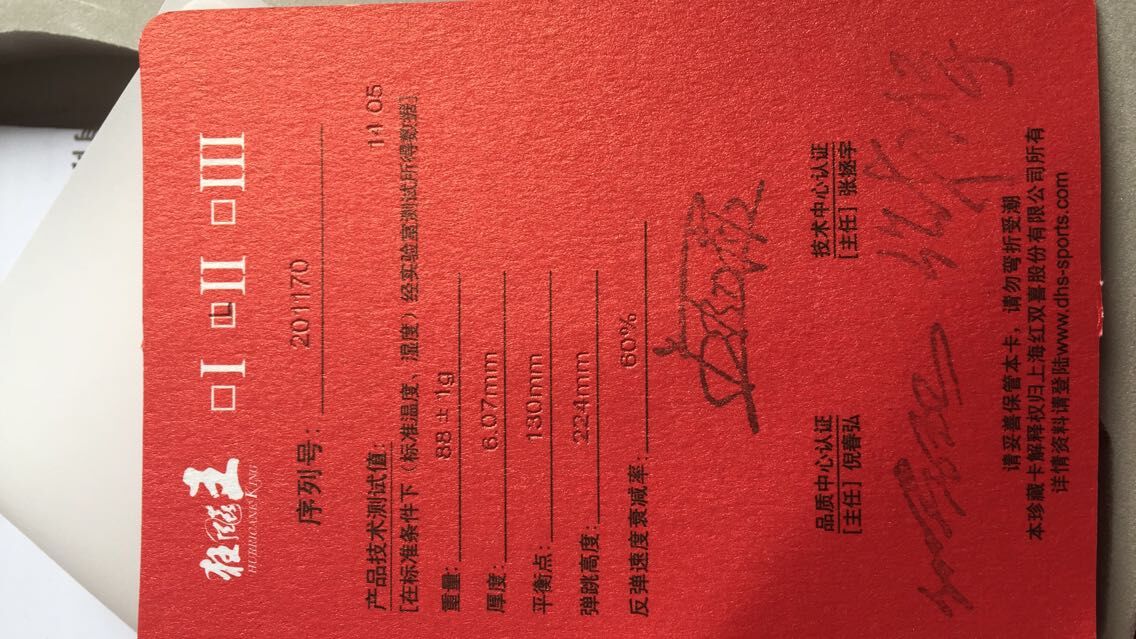 狂飚王
HURRICANE KING
□ I □ II □ III
序列号: 201170
产品技术测试值: 14 05
[在标准条件下(标准温度、湿度)经实验室测试所得数据]
重量: 88±1g
厚度: 6.07mm
平衡点: 130mm
弹跳高度: 224mm
反弹速度衰减率: 60%
品质中心认证 技术中心认证
[主任] 倪春弘 [主任] 张拯宇
请妥善保管本卡,请勿弯折受潮
本珍藏卡解释权归上海红双喜股份有限公司所有
详情资料请登陆www.dhs-sports.com